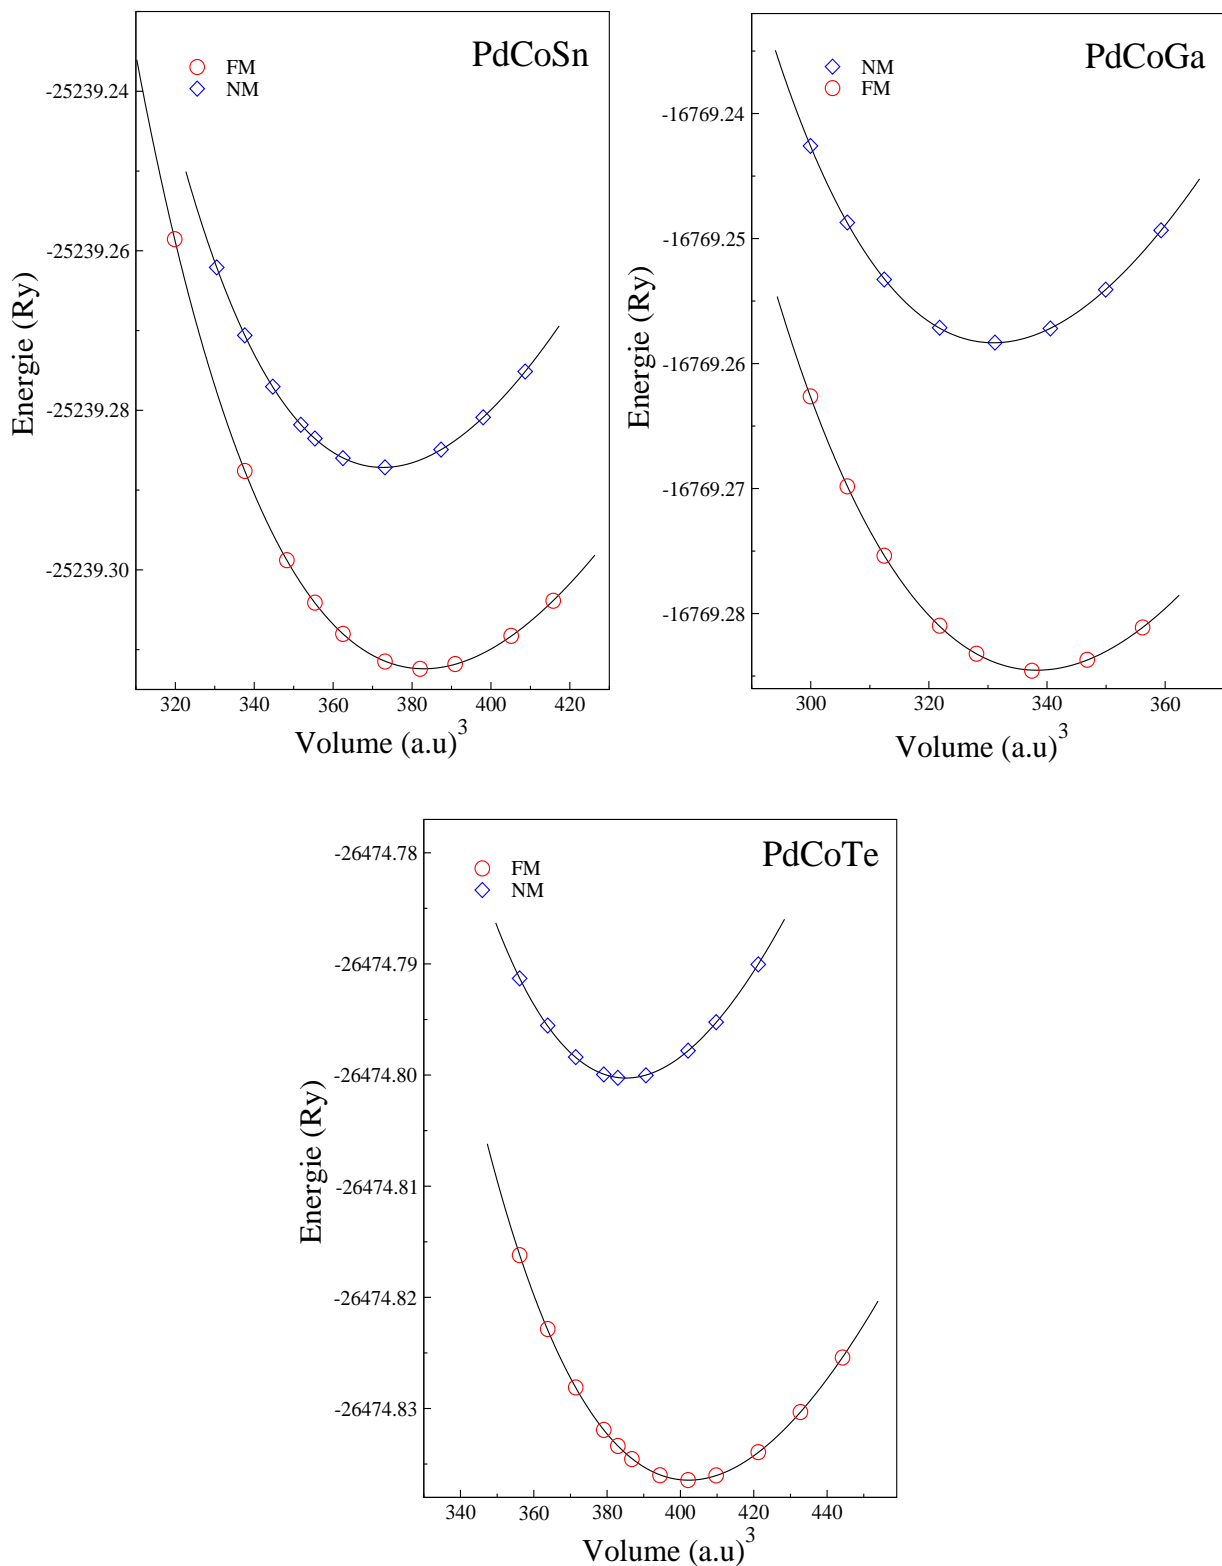 PdCoSn
FM
NM
-25239.24
-25239.26
-25239.28
-25239.30
Energie (Ry)
320 340 360 380 400 420
Volume (a.u)³
PdCoGa
NM
FM
-16769.24
-16769.25
-16769.26
-16769.27
-16769.28
Energie (Ry)
300 320 340 360
Volume (a.u)³
PdCoTe
FM
NM
-26474.78
-26474.79
-26474.80
-26474.81
-26474.82
-26474.83
Energie (Ry)
340 360 380 400 420 440
Volume (a.u)³